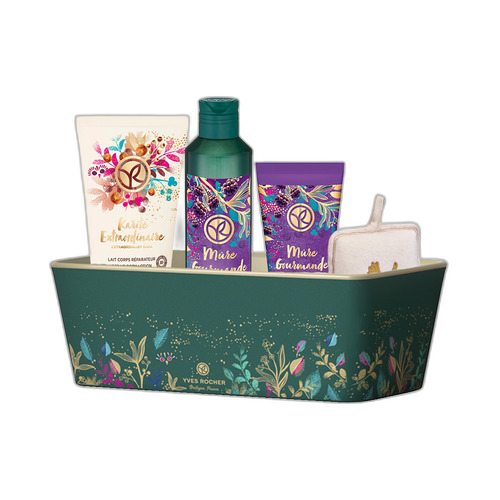 Karité
Extraordinaire
LAIT CORPS RÉPARATEUR
Mûre
Gourmande
Mûre
Gourmande
YVES ROCHER
Bretagne, France